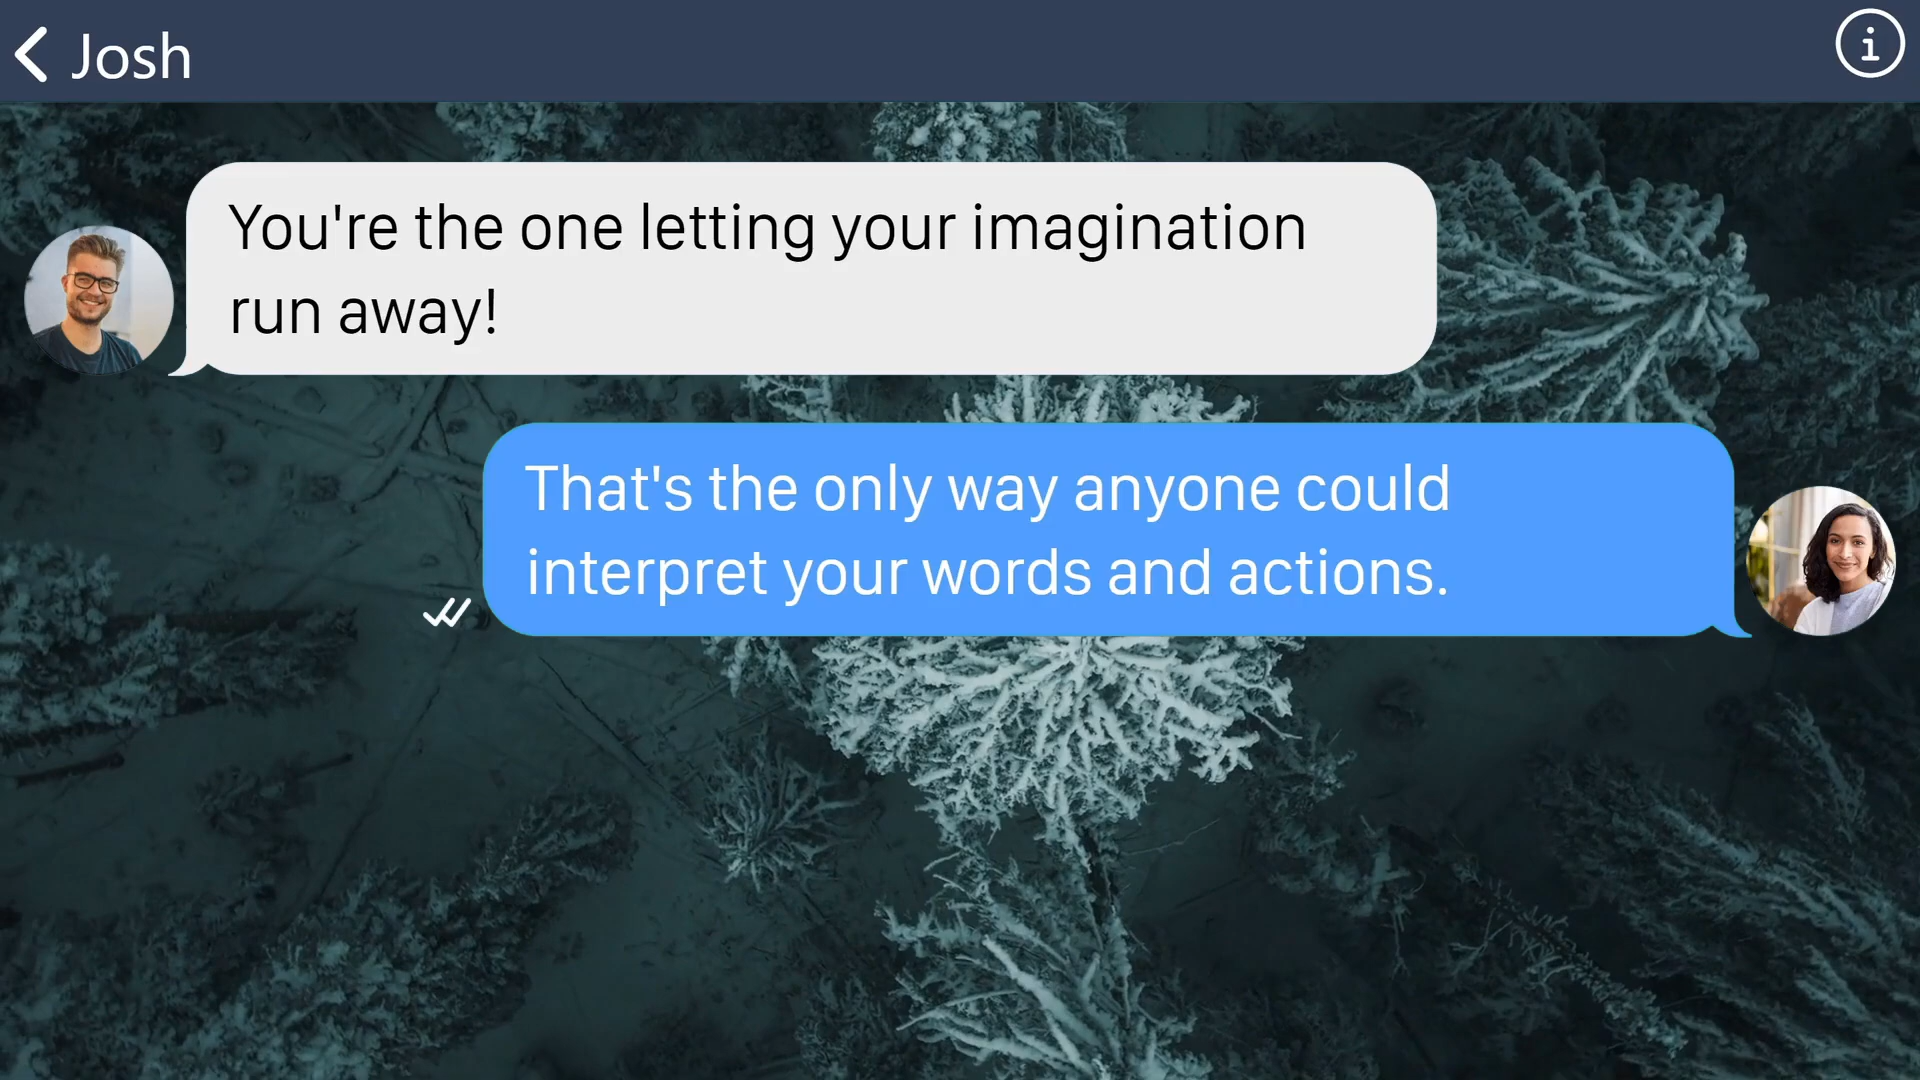 Josh
You're the one letting your imagination
run away!
That's the only way anyone could
interpret your words and actions.